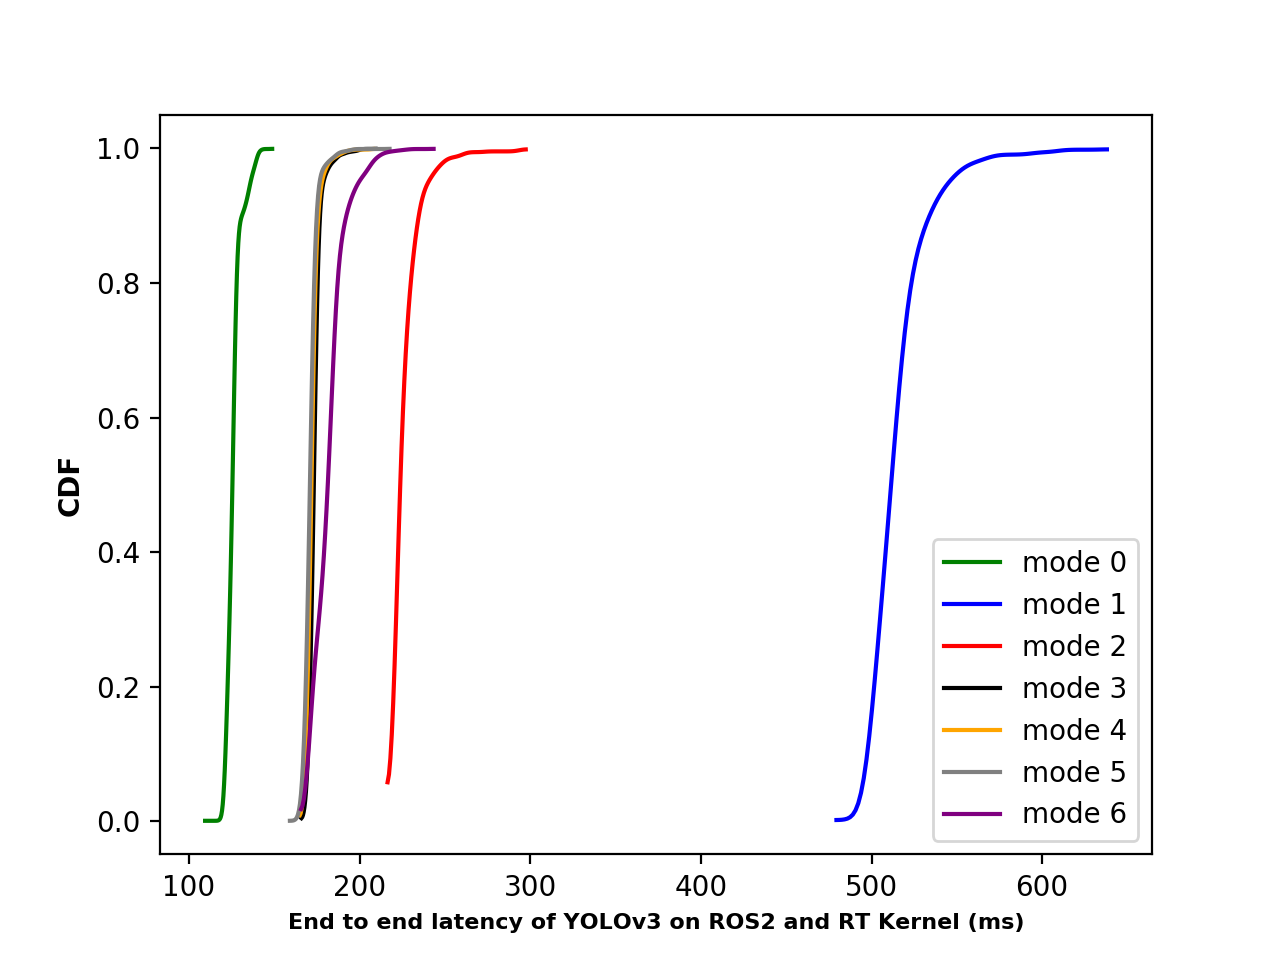 1.0
0.8
0.6
0.4
0.2
0.0
CDF
mode 0
mode 1
mode 2
mode 3
mode 4
mode 5
mode 6
100 200 300 400 500 600
End to end latency of YOLOv3 on ROS2 and RT Kernel (ms)